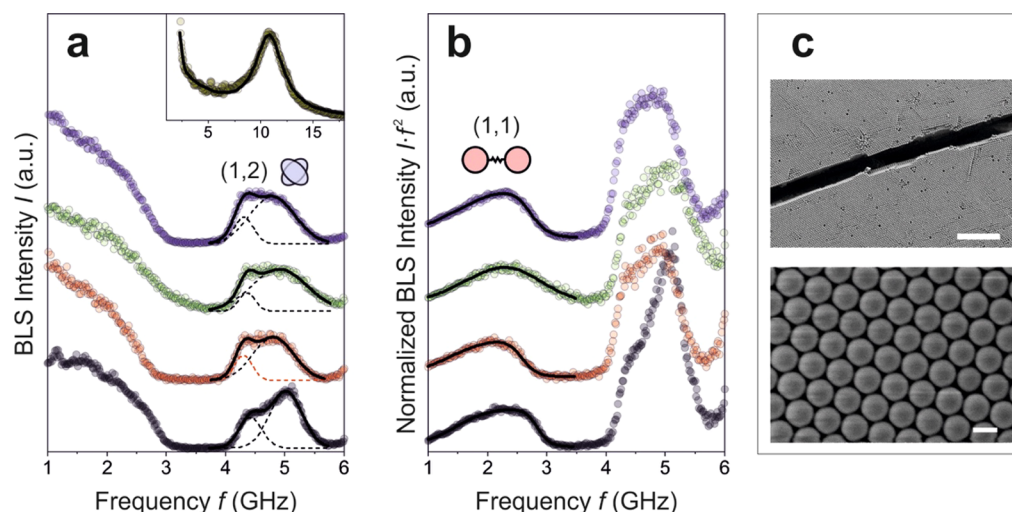 a
5 10 15
(1,2)
BLS Intensity I (a.u.)
1 2 3 4 5 6
Frequency f (GHz)
b
(1,1)
Normalized BLS Intensity I·f² (a.u.)
1 2 3 4 5 6
Frequency f (GHz)
c